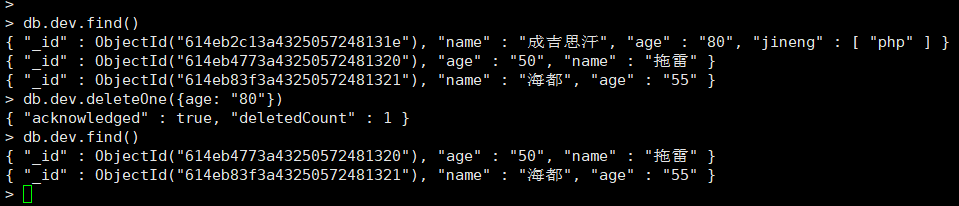 >
> db.dev.find()
{ "_id" : ObjectId("614eb2c13a4325057248131e"), "name" : "成吉思汗", "age" : "80", "jineng" : [ "php" ] }
{ "_id" : ObjectId("614eb4773a43250572481320"), "age" : "50", "name" : "拖雷" }
{ "_id" : ObjectId("614eb83f3a43250572481321"), "name" : "海都", "age" : "55" }
> db.dev.deleteOne({age: "80"})
{ "acknowledged" : true, "deletedCount" : 1 }
> db.dev.find()
{ "_id" : ObjectId("614eb4773a43250572481320"), "age" : "50", "name" : "拖雷" }
{ "_id" : ObjectId("614eb83f3a43250572481321"), "name" : "海都", "age" : "55" }
>